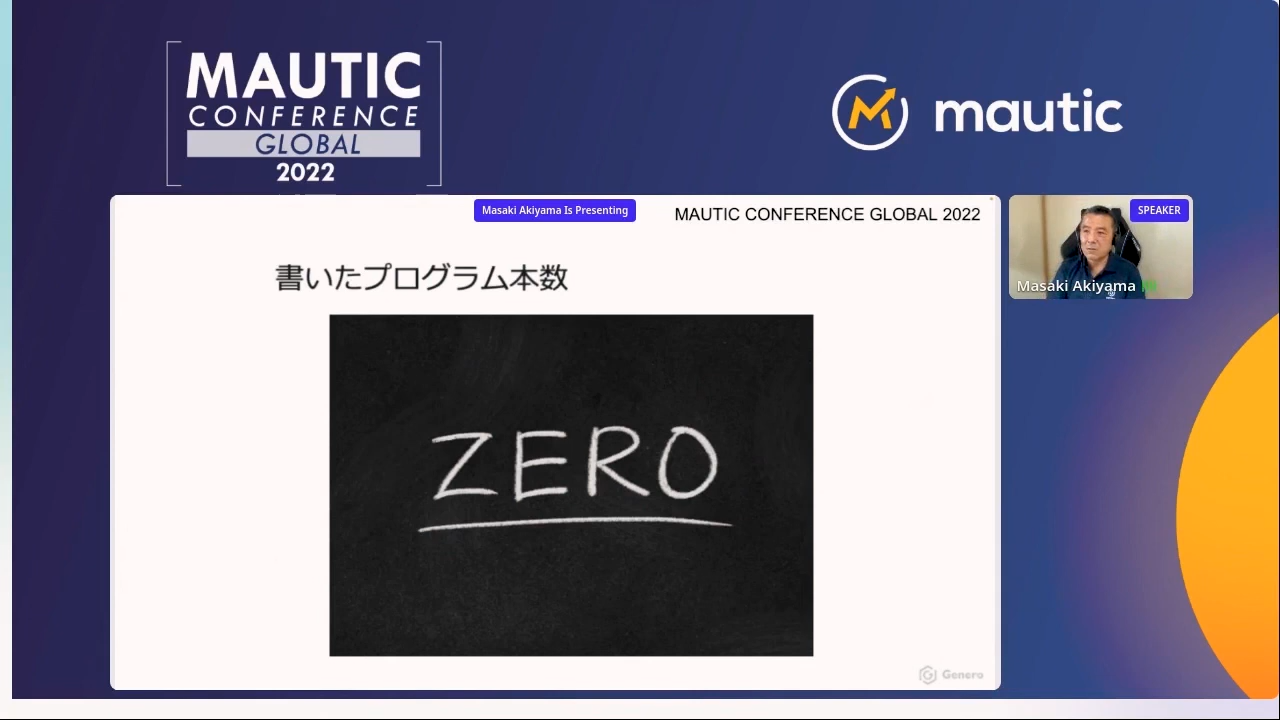 MAUTIC
CONFERENCE
GLOBAL
2022
mautic
Masaki Akiyama Is Presenting
MAUTIC CONFERENCE GLOBAL 2022
SPEAKER
Masaki Akiyama
書いたプログラム本数
ZERO
Genero